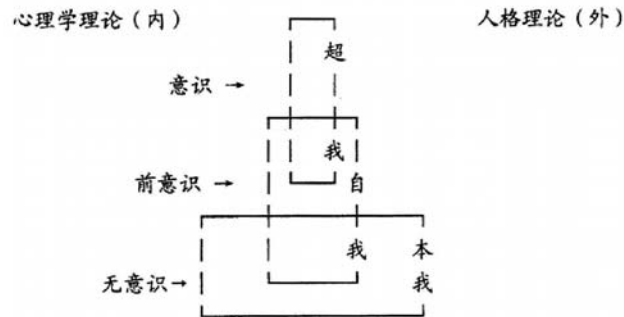 心理学理论（内） 人格理论（外）
超
意识 →
我
前意识 → 自
我 本
无意识→ 我